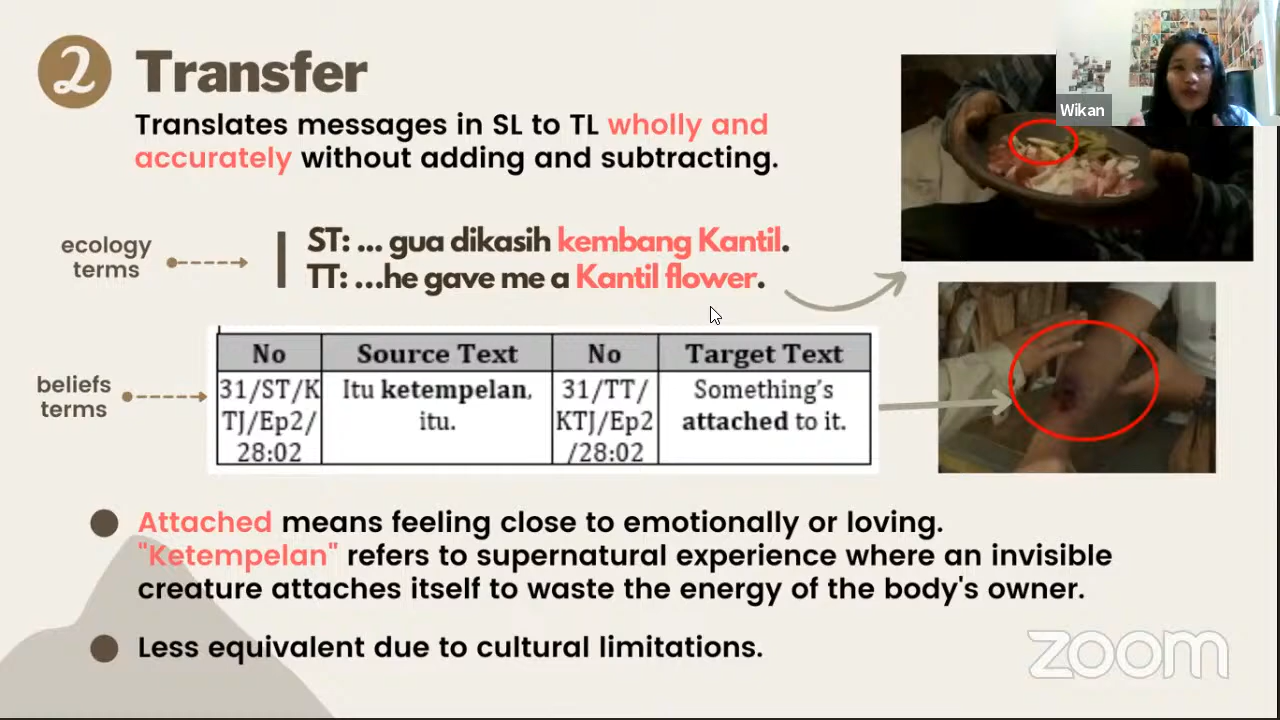 2 Transfer
Translates messages in SL to TL wholly and
accurately without adding and subtracting.
Wikan
ecology
terms
ST: ... gua dikasih kembang Kantil.
TT: ...he gave me a Kantil flower.
beliefs
terms
No Source Text No Target Text
31/ST/K Itu ketempelan, 31/TT/ Something's
TJ/Ep2/ itu. KTJ/Ep2 attached to it.
28:02 /28:02
Attached means feeling close to emotionally or loving.
"Ketempelan" refers to supernatural experience where an invisible
creature attaches itself to waste the energy of the body's owner.
Less equivalent due to cultural limitations.
zoom